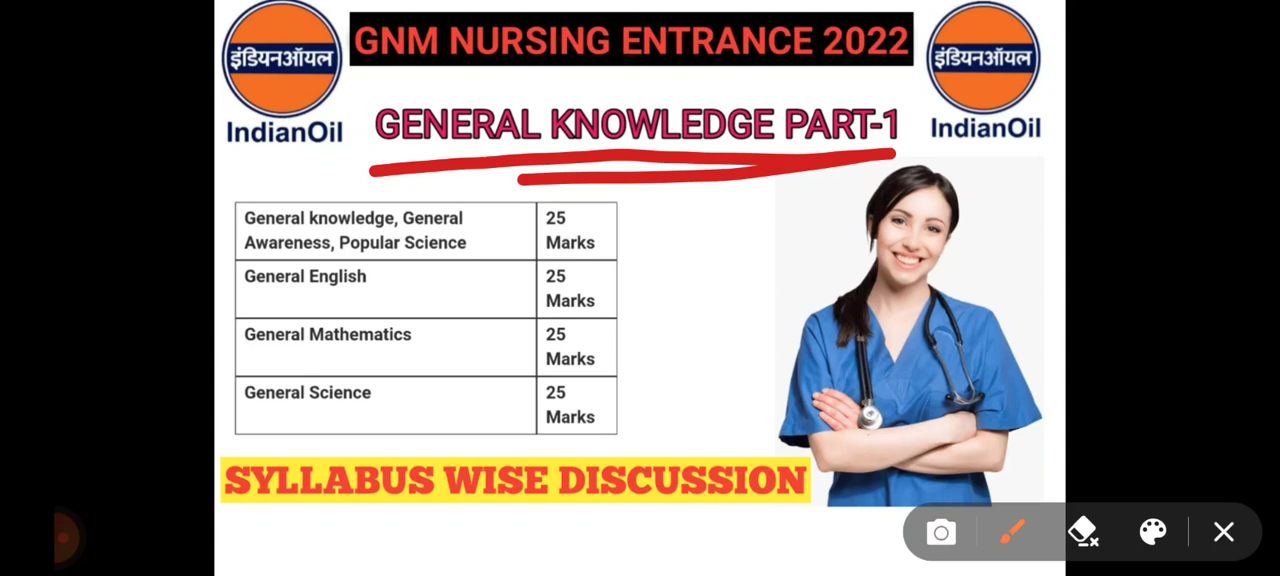 इंडियनऑयल
IndianOil
GNM NURSING ENTRANCE 2022
इंडियनऑयल
IndianOil
GENERAL KNOWLEDGE PART-1
General knowledge, General
Awareness, Popular Science
25
Marks
General English
25
Marks
General Mathematics
25
Marks
General Science
25
Marks
SYLLABUS WISE DISCUSSION